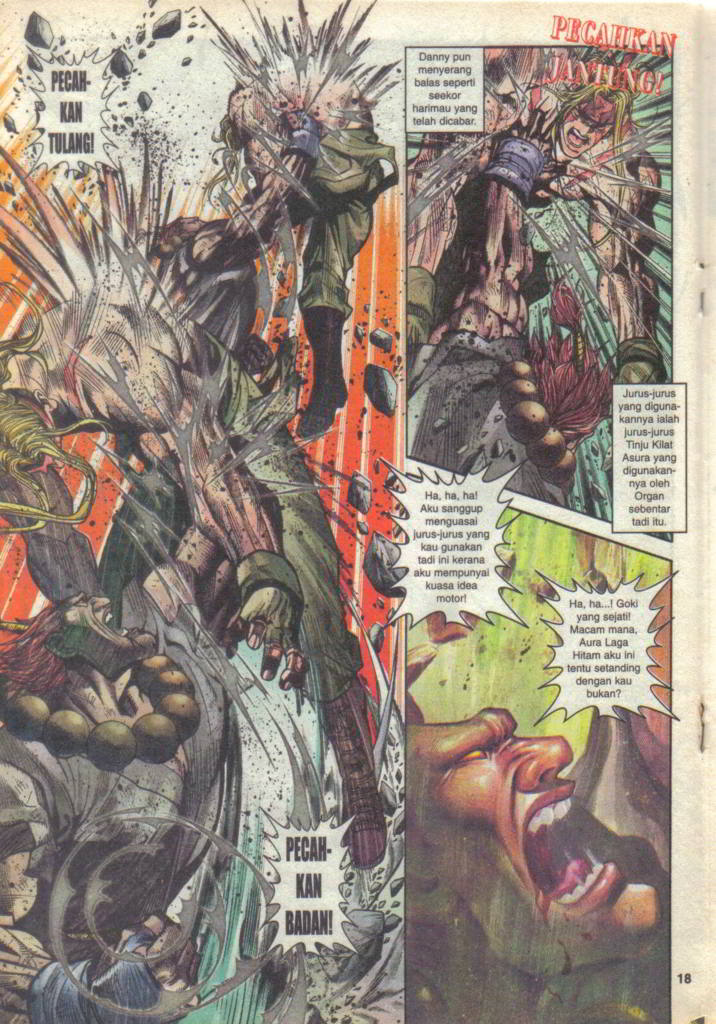 PECAH-
KAN
TULANG!
PECAHKAN
JANTUNG!
Danny pun
menyerang
balas seperti
seekor
harimau yang
telah dicabar.
Jurus-jurus
yang diguna-
kannya ialah
jurus-jurus
Tinju Kilat
Asura yang
digunakan-
nya oleh
Organ
sebentar
tadi itu.
PECAH-
KAN
BADAN!
Ha, ha, ha!
Aku sanggup
menguasai
jurus-jurus yang
kau gunakan
tadi ini kerana
aku mempunyai
kuasa idea
motor!
Ha, ha...! Goki
yang sejati!
Macam mana,
Aura Laga
Hitam aku ini
tentu setanding
dengan kau
bukan?
18